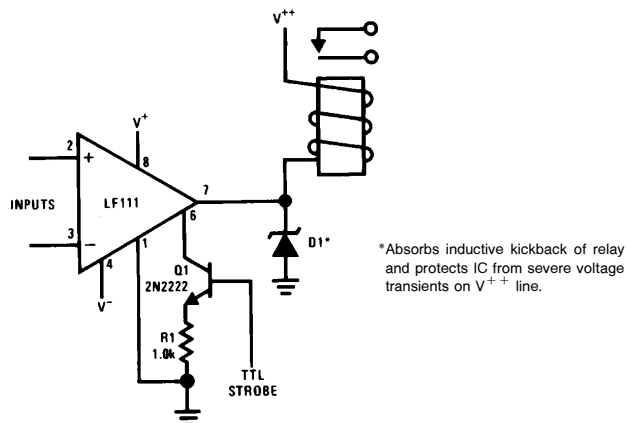 V++
V+
2
8
+
7
INPUTS
LF111
6
3
−
1
D1*
4
V−
Q1
2N2222
R1
1.0k
TTL
STROBE
*Absorbs inductive kickback of relay
and protects IC from severe voltage
transients on V++ line.